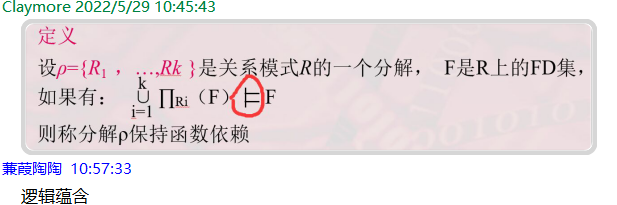 Claymore 2022/5/29 10:45:43
定义
设ρ={R1 ，…,Rk }是关系模式R的一个分解， F是R上的FD集，
如果有： k∪i=1 ∏Ri（F）⊨F
则称分解ρ保持函数依赖
蒹葭陶陶 10:57:33
逻辑蕴含